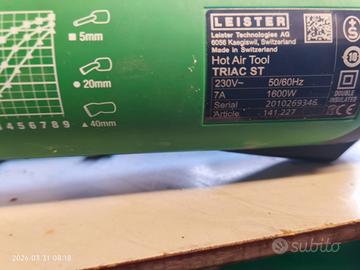 5mm
20mm
40mm
3456789
LEISTER
Leister Technologies AG
6056 Kaegiswil, Switzerland
Made in Switzerland
Hot Air Tool
TRIAC ST
230V~ 50/60Hz
7A 1600W
Serial 2010269346
Article 141.227
DOUBLE
INSULATED
2026-03-31 08:18
subito